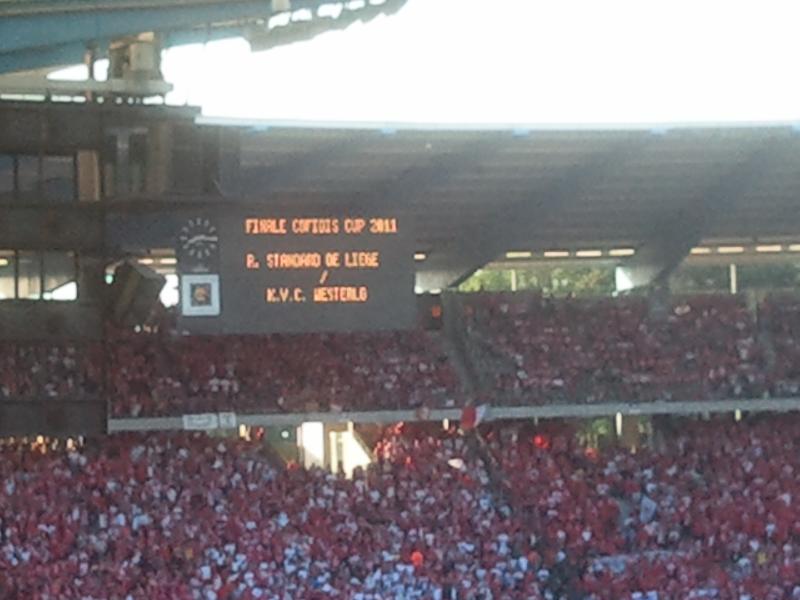 FINALE COFIDIS CUP 2011
R. STANDARD DE LIEGE
/
K.V.C. WESTERLO